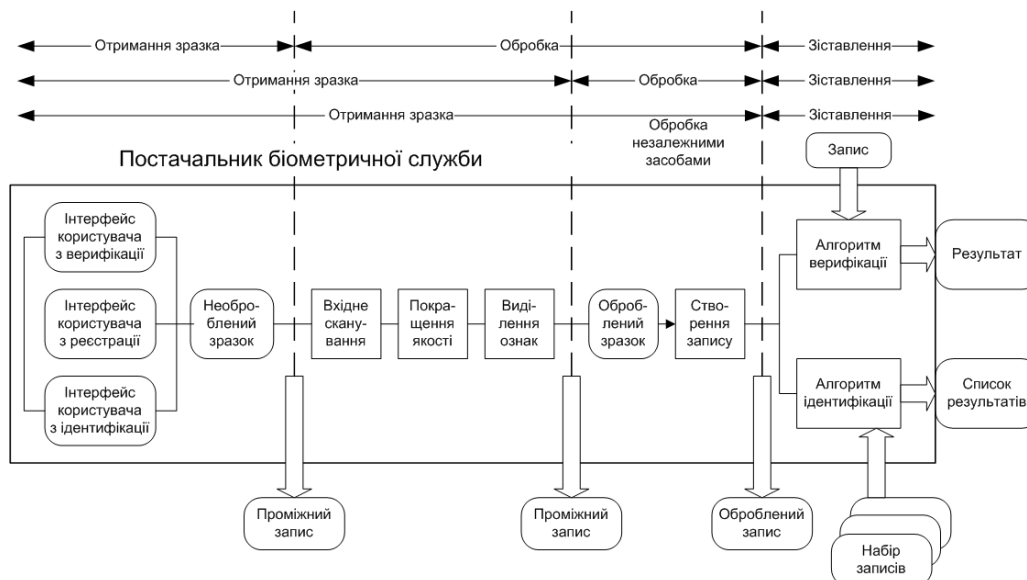 Отримання зразка
Обробка
Зіставлення
Отримання зразка
Обробка
Зіставлення
Отримання зразка
Зіставлення
Обробка
незалежними
засобами
Постачальник біометричної служби
Запис
Інтерфейс
користувача
з верифікації
Інтерфейс
користувача
з реєстрації
Інтерфейс
користувача
з ідентифікації
Необро-
блений
зразок
Вхідне
скану-
вання
Покра-
щення
якості
Виді-
лення
ознак
Оброб-
лений
зразок
Ство-
рення
запису
Алгоритм
верифікації
Результат
Алгоритм
ідентифікації
Список
результатів
Проміжний
запис
Проміжний
запис
Оброблений
запис
Набір
записів